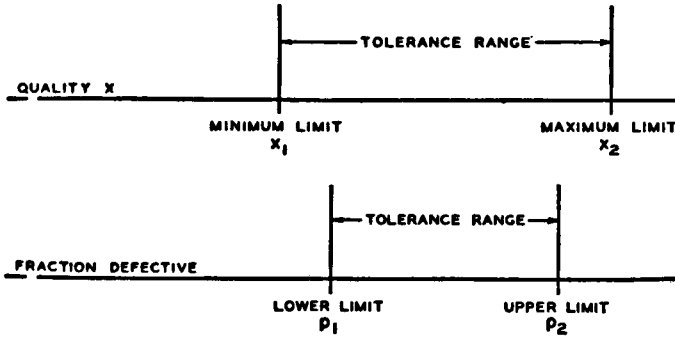 TOLERANCE RANGE
QUALITY X
MINIMUM LIMIT MAXIMUM LIMIT
X₁ X₂
TOLERANCE RANGE
FRACTION DEFECTIVE
LOWER LIMIT UPPER LIMIT
P₁ P₂